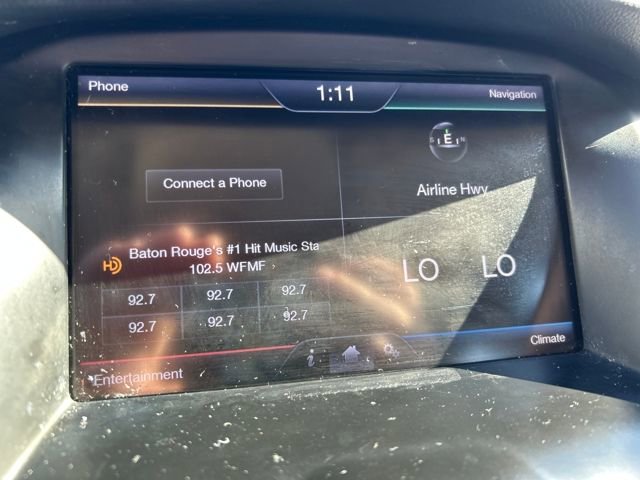 Phone
1:11
Navigation
S E N
Connect a Phone
Airline Hwy
HD
Baton Rouge's #1 Hit Music Sta
102.5 WFMF
92.7 92.7 92.7
92.7 92.7 92.7
LO LO
i
Climate
Entertainment